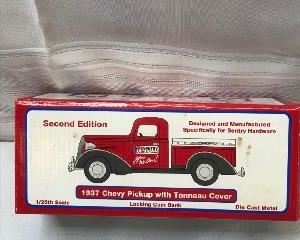 Second Edition
Designed and Manufactured
Specifically for Sentry Hardware
SENTRY
1937 Chevy Pickup with Tonneau Cover
1/25th Scale
Locking Coin Bank
Die Cast Metal